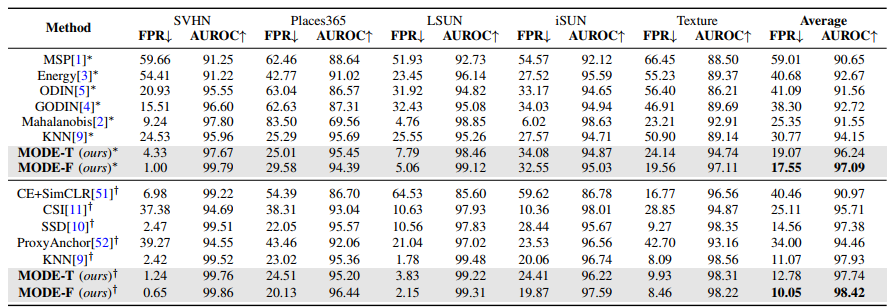 Method SVHN Places365 LSUN iSUN Texture Average
FPR↓ AUROC↑ FPR↓ AUROC↑ FPR↓ AUROC↑ FPR↓ AUROC↑ FPR↓ AUROC↑ FPR↓ AUROC↑
MSP[1]* 59.66 91.25 62.46 88.64 51.93 92.73 54.57 92.12 66.45 88.50 59.01 90.65
Energy[3]* 54.41 91.22 42.77 91.02 23.45 96.14 27.52 95.59 55.23 89.37 40.68 92.67
ODIN[5]* 20.93 95.55 63.04 86.57 31.92 94.82 33.17 94.65 56.40 86.21 41.09 91.56
GODIN[4]* 15.51 96.60 62.63 87.31 32.43 95.08 34.03 94.94 46.91 89.69 38.30 92.72
Mahalanobis[2]* 9.24 97.80 83.50 69.56 4.76 98.85 6.02 98.63 23.21 92.91 25.35 91.55
KNN[9]* 24.53 95.96 25.29 95.69 25.55 95.26 27.57 94.71 50.90 89.14 30.77 94.15
MODE-T (ours)* 4.33 97.67 25.01 95.45 7.79 98.46 34.08 94.87 24.14 94.74 19.07 96.24
MODE-F (ours)* 1.00 99.79 29.58 94.39 5.06 99.12 32.55 95.03 19.56 97.11 17.55 97.09
CE+SimCLR[51]† 6.98 99.22 54.39 86.70 64.53 85.60 59.62 86.78 16.77 96.56 40.46 90.97
CSI[11]† 37.38 94.69 38.31 93.04 10.63 97.93 10.36 98.01 28.85 94.87 25.11 95.71
SSD[10]† 2.47 99.51 22.05 95.57 10.56 97.83 28.44 95.67 9.27 98.35 14.56 97.38
ProxyAnchor[52]† 39.27 94.55 43.46 92.06 21.04 97.02 23.53 96.56 42.70 93.16 34.00 94.46
KNN[9]† 2.42 99.52 23.02 95.36 1.78 99.48 20.06 96.74 8.09 98.56 11.07 97.93
MODE-T (ours)† 1.24 99.76 24.51 95.20 3.83 99.22 24.41 96.22 9.93 98.31 12.78 97.74
MODE-F (ours)† 0.65 99.86 20.13 96.44 2.15 99.31 19.87 97.59 8.46 98.22 10.05 98.42